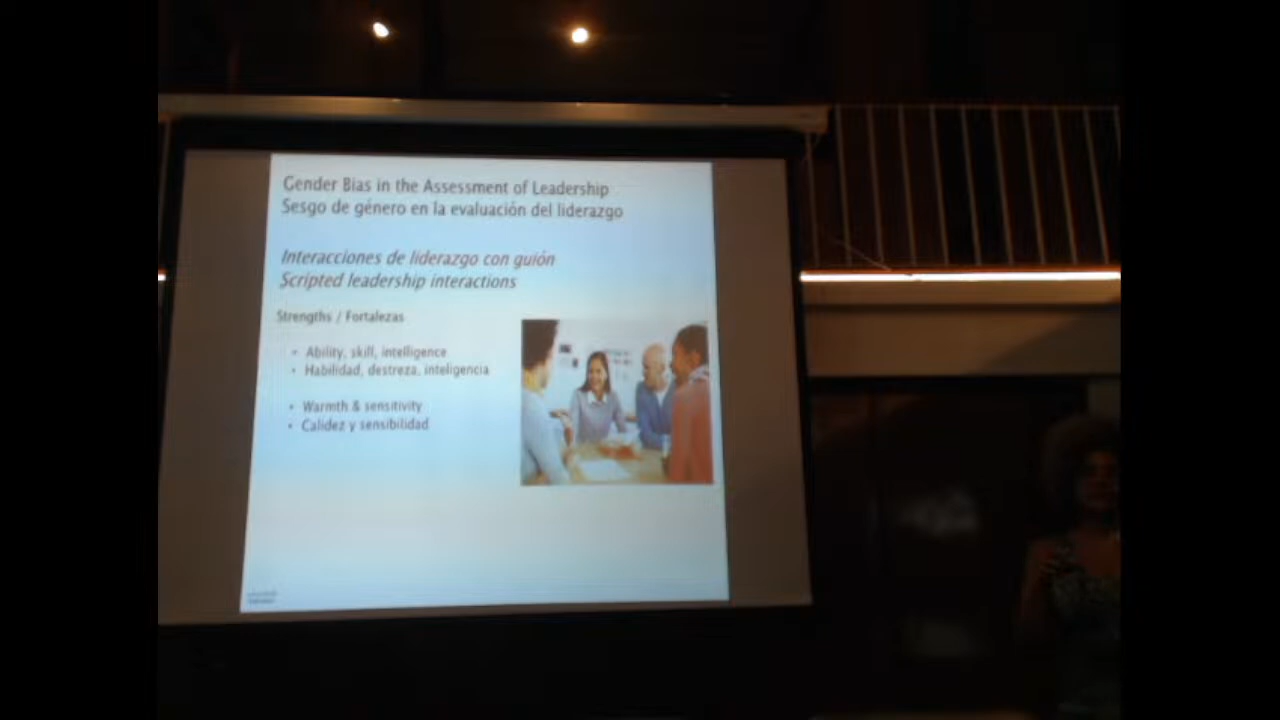 Gender Bias in the Assessment of Leadership
Sesgo de género en la evaluación del liderazgo
Interacciones de liderazgo con guión
Scripted leadership interactions
Strengths / Fortalezas
• Ability, skill, intelligence
• Habilidad, destreza, inteligencia
• Warmth & sensitivity
• Calidez y sensibilidad